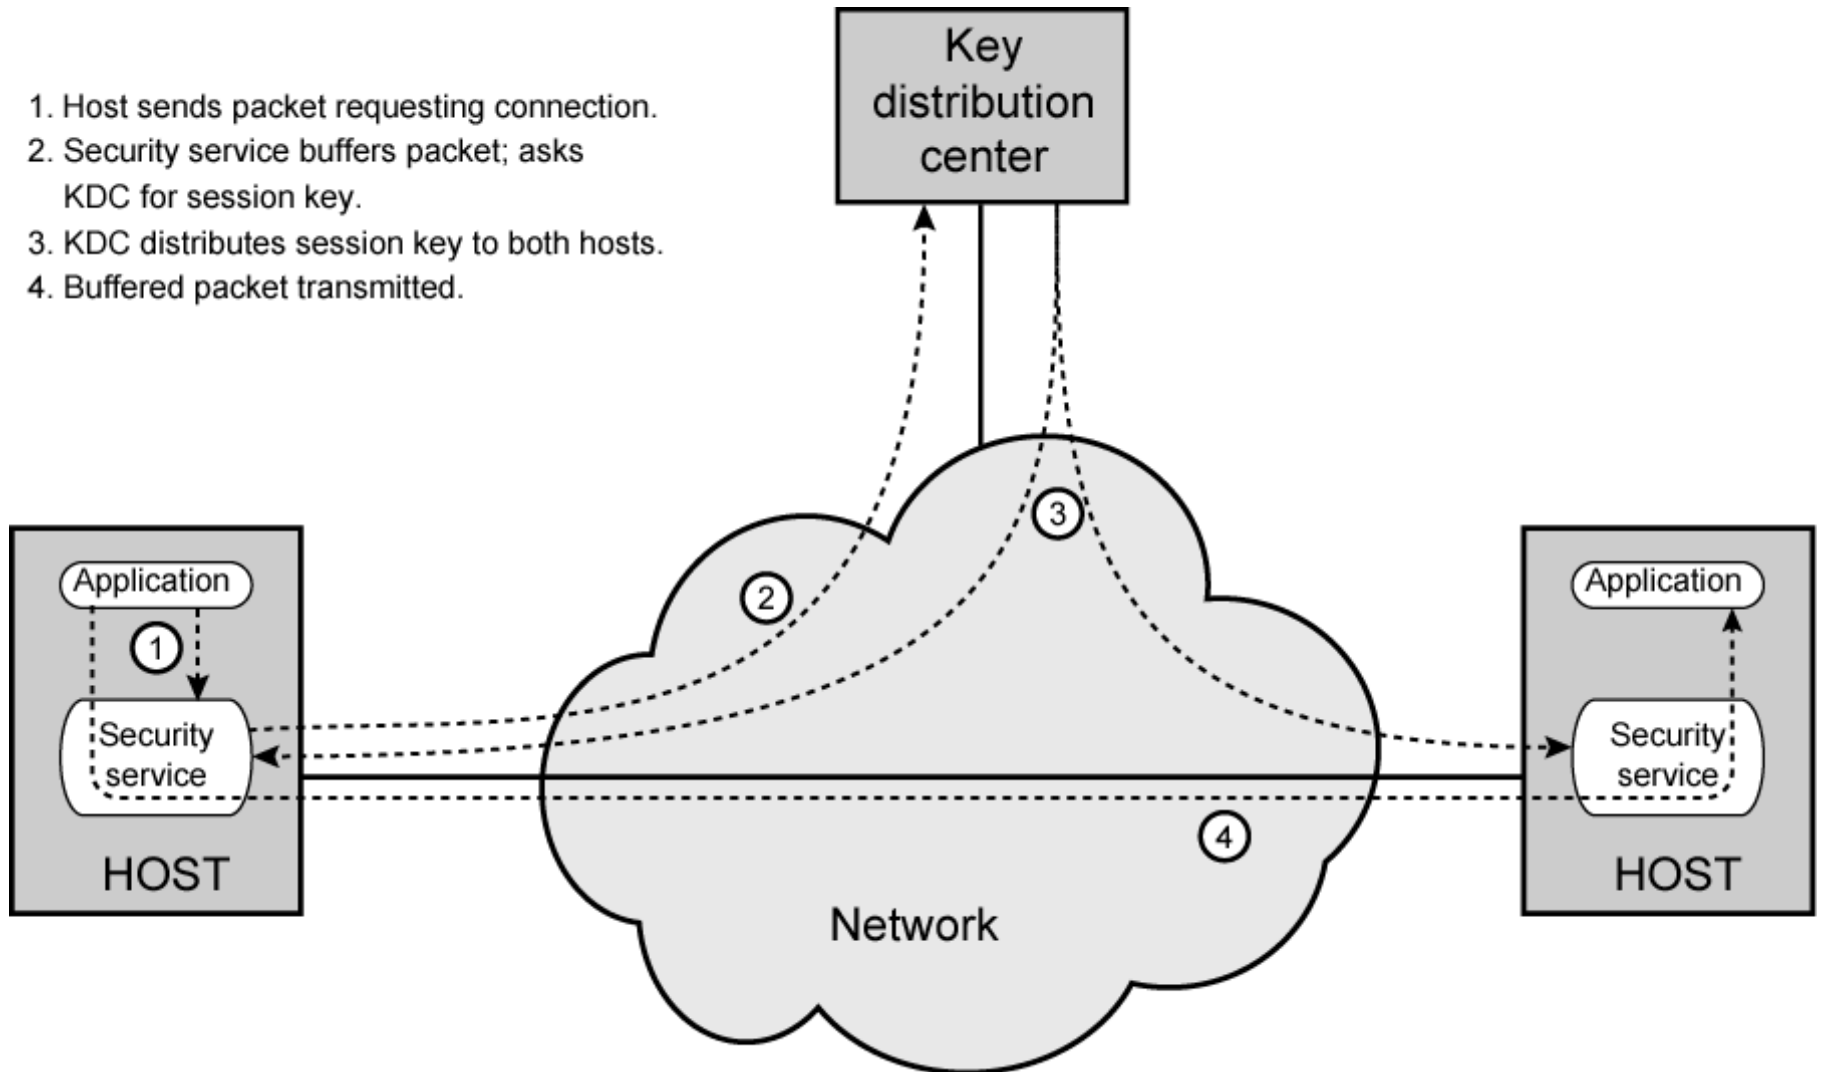 Key
distribution
center
1. Host sends packet requesting connection.
2. Security service buffers packet; asks
KDC for session key.
3. KDC distributes session key to both hosts.
4. Buffered packet transmitted.
3
2
Application
1
Security
service
HOST
Application
Security
service
HOST
4
Network